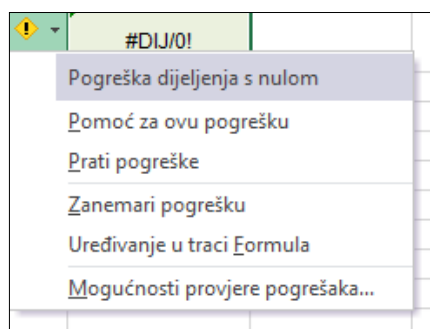 #DIJ/0!
Pogreška dijeljenja s nulom
Pomoć za ovu pogrešku
Prati pogreške
Zanemari pogrešku
Uređivanje u traci Formula
Mogućnosti provjere pogrešaka...